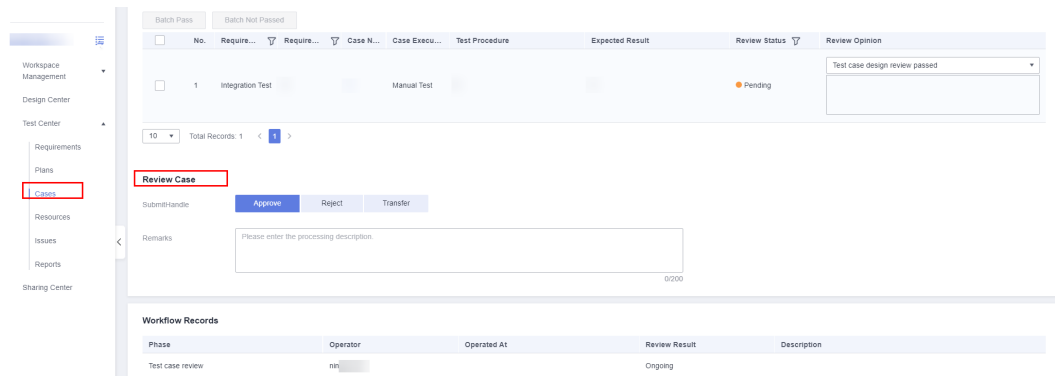 Workspace
Management
Design Center
Test Center
Requirements
Plans
Cases
Resources
Issues
Reports
Sharing Center
Batch Pass Batch Not Passed
No. Require... Require... Case N... Case Execu... Test Procedure Expected Result Review Status Review Opinion
1 Integration Test Manual Test Pending Test case design review passed
10 Total Records: 1 < 1 >
Review Case
SubmitHandle Approve Reject Transfer
Remarks Please enter the processing description.
0/200
Workflow Records
Phase Operator Operated At Review Result Description
Test case review nin Ongoing